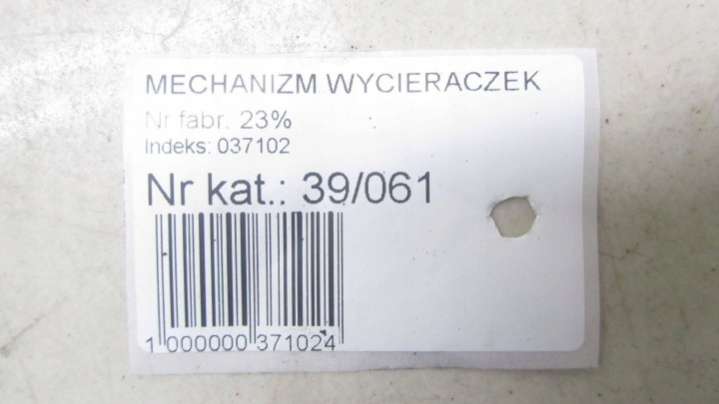 MECHANIZM WYCIERACZEK
Nr fabr. 23%
Indeks: 037102
Nr kat.: 39/061
1 000000 371024